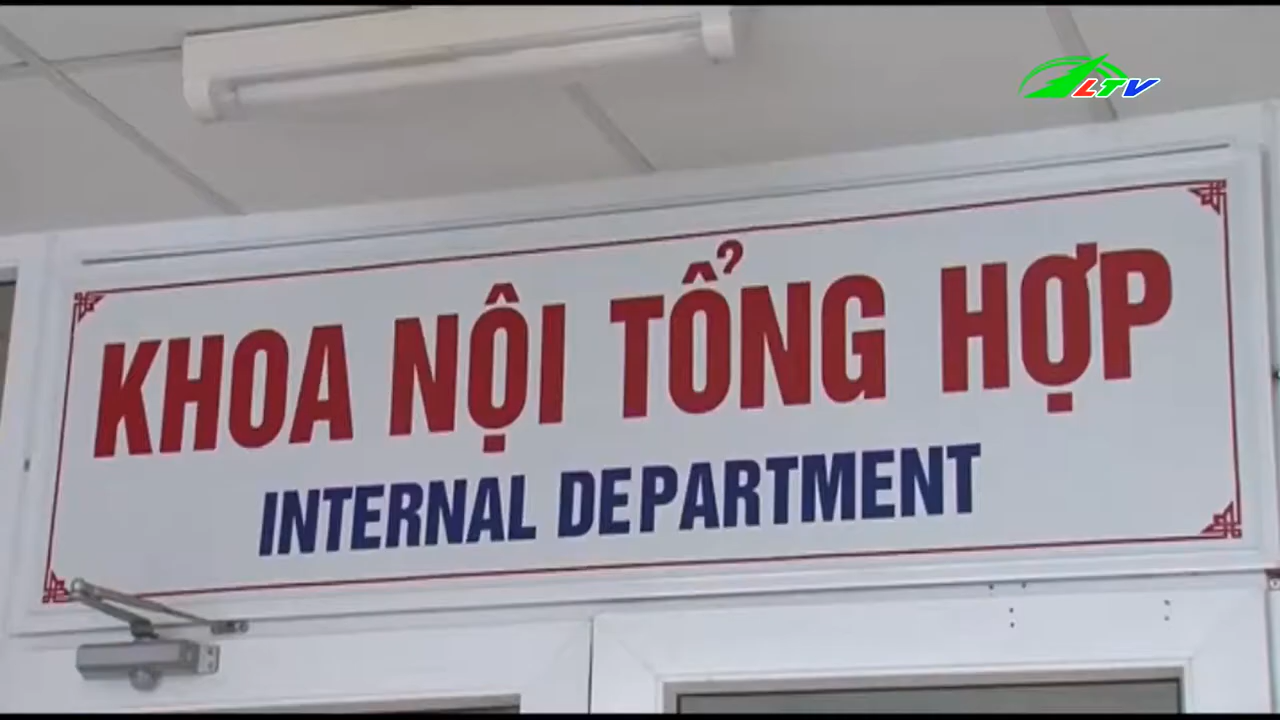 LTV
KHOA NỘI TỔNG HỢP
INTERNAL DEPARTMENT